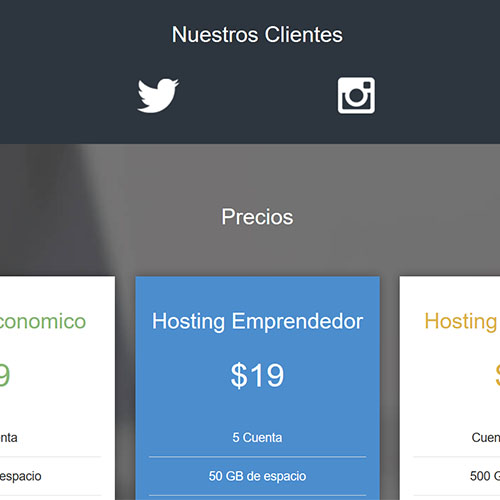 Nuestros Clientes
Precios
conomico
Hosting Emprendedor
Hosting
9
$19
$
nta
5 Cuenta
Cuen
espacio
50 GB de espacio
500 G